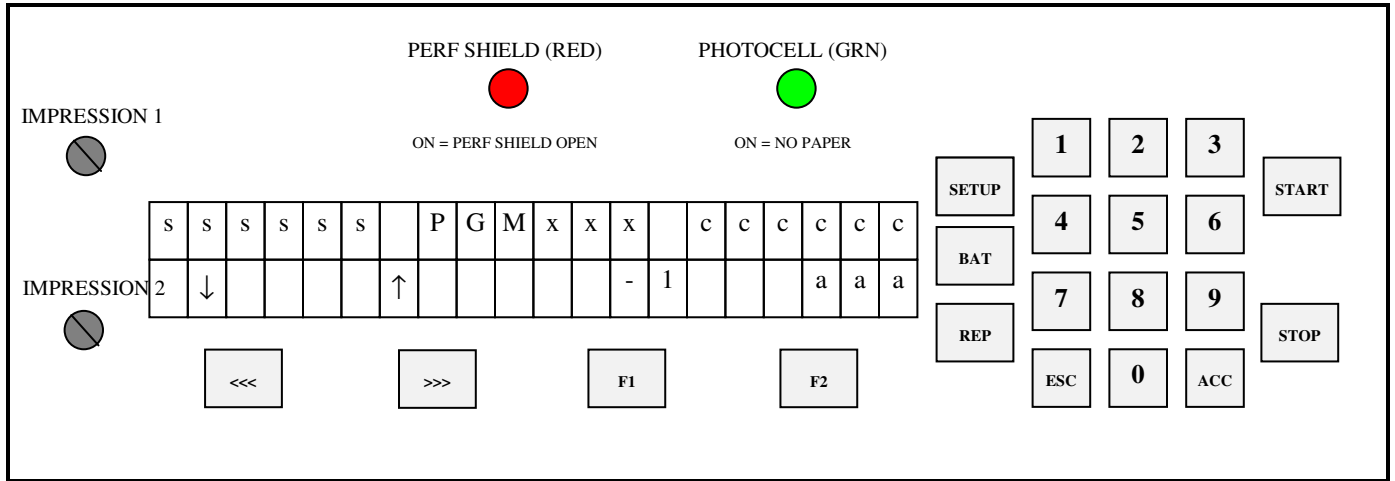 PERF SHIELD (RED)
PHOTOCELL (GRN)
IMPRESSION 1
ON = PERF SHIELD OPEN
ON = NO PAPER
s s s s s s P G M x x x c c c c c c
IMPRESSION 2
↓ ↑ - 1 a a a
<<<
>>>
F1
F2
SETUP
BAT
REP
1 2 3
4 5 6
7 8 9
ESC 0 ACC
START
STOP